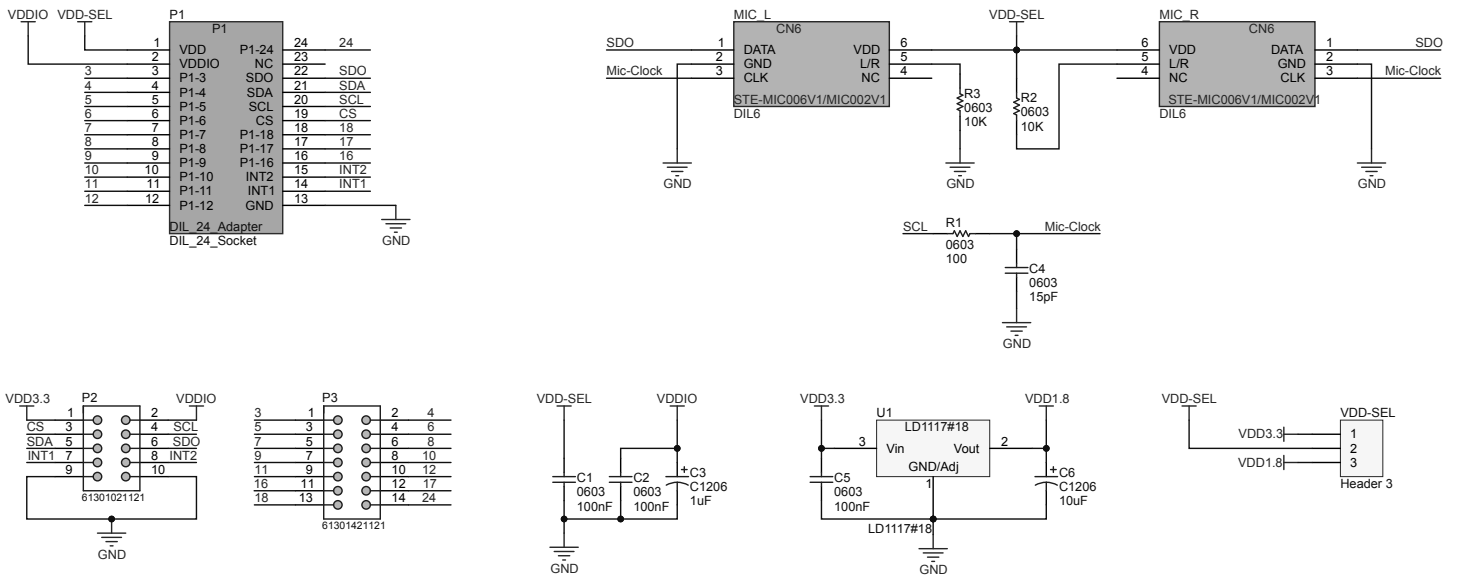 VDDIO VDD-SEL P1
P1
1 VDD P1-24 24 24
2 VDDIO NC 23
3 3 P1-3 SDO 22 SDO
4 4 P1-4 SDA 21 SDA
5 5 P1-5 SCL 20 SCL
6 6 P1-6 CS 19 CS
7 7 P1-7 P1-18 18 18
8 8 P1-8 P1-17 17 17
9 9 P1-9 P1-16 16 16
10 10 P1-10 INT2 15 INT2
11 11 P1-11 INT1 14 INT1
12 12 P1-12 GND 13
DIL_24_Adapter
DIL_24_Socket
GND
MIC_L
CN6
SDO 1 DATA VDD 6
2 GND L/R 5
Mic-Clock 3 CLK NC 4
STE-MIC006V1/MIC002V1
DIL6
GND
R3
0603
10K
GND
VDD-SEL
R2
0603
10K
MIC_R
CN6
6 VDD DATA 1 SDO
5 L/R GND 2
4 NC CLK 3 Mic-Clock
STE-MIC006V1/MIC002V1
DIL6
GND
SCL R1 Mic-Clock
0603
100
C4
0603
15pF
GND
VDD3.3 P2 VDDIO
1 2
CS 3 4 SCL
SDA 5 6 SDO
INT1 7 8 INT2
9 10
61301021121
GND
P3
3 1 2 4
5 3 4 6
7 5 6 8
9 7 8 10
11 9 10 12
16 11 12 17
18 13 14 24
61301421121
VDD-SEL VDDIO
C1
0603
100nF
C2
0603
100nF
C3
C1206
1uF
+
GND
VDD3.3 U1 VDD1.8
LD1117#18
3 Vin Vout 2
GND/Adj
1
C5
0603
100nF
LD1117#18
+
C6
C1206
10uF
GND
VDD-SEL
VDD-SEL
VDD3.3 1
2
VDD1.8 3
Header 3